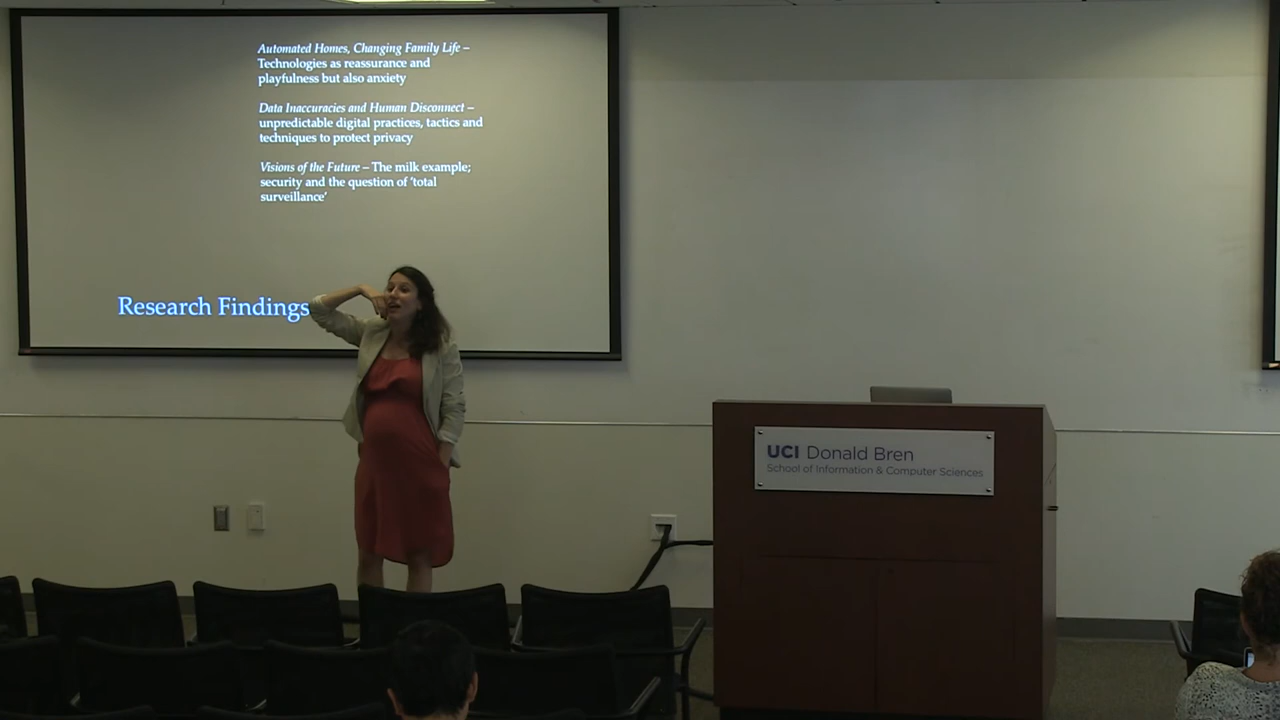 Automated Homes, Changing Family Life –
Technologies as reassurance and
playfulness but also anxiety
Data Inaccuracies and Human Disconnect –
unpredictable digital practices, tactics and
techniques to protect privacy
Visions of the Future – The milk example;
security and the question of 'total
surveillance'
Research Findings
UCI Donald Bren
School of Information & Computer Sciences